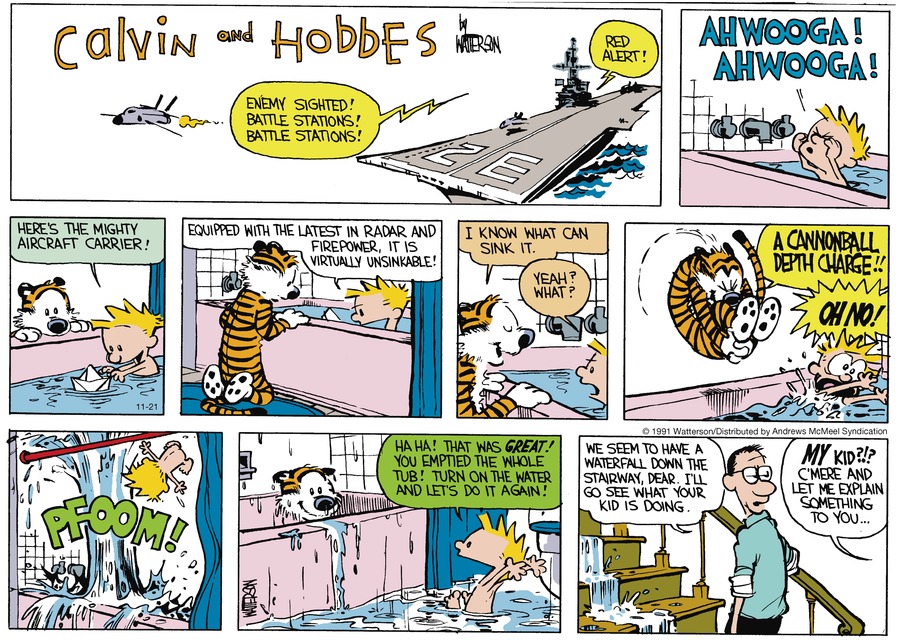 Calvin and Hobbes
by
WATTERSON
ENEMY SIGHTED!
BATTLE STATIONS!
BATTLE STATIONS!
RED
ALERT!
23
AHWOOGA!
AHWOOGA!
HERE'S THE MIGHTY
AIRCRAFT CARRIER!
11-21
EQUIPPED WITH THE LATEST IN RADAR AND
FIREPOWER, IT IS
VIRTUALLY UNSINKABLE!
I KNOW WHAT CAN
SINK IT.
YEAH?
WHAT?
A CANNONBALL
DEPTH CHARGE!!
OH NO!
© 1991 Watterson/Distributed by Andrews McMeel Syndication
PFOOM!
HA HA! THAT WAS GREAT!
YOU EMPTIED THE WHOLE
TUB! TURN ON THE WATER
AND LET'S DO IT AGAIN!
WATTERSON
WE SEEM TO HAVE A
WATERFALL DOWN THE
STAIRWAY, DEAR. I'LL
GO SEE WHAT YOUR
KID IS DOING.
MY KID?!?
C'MERE AND
LET ME EXPLAIN
SOMETHING
TO YOU...